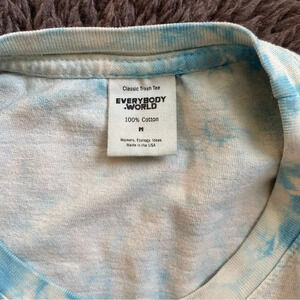 Classic Trash Tee
EVERYBODY
.WORLD
100% Cotton
M
Workers, Ecology, Ideas
Made in the USA